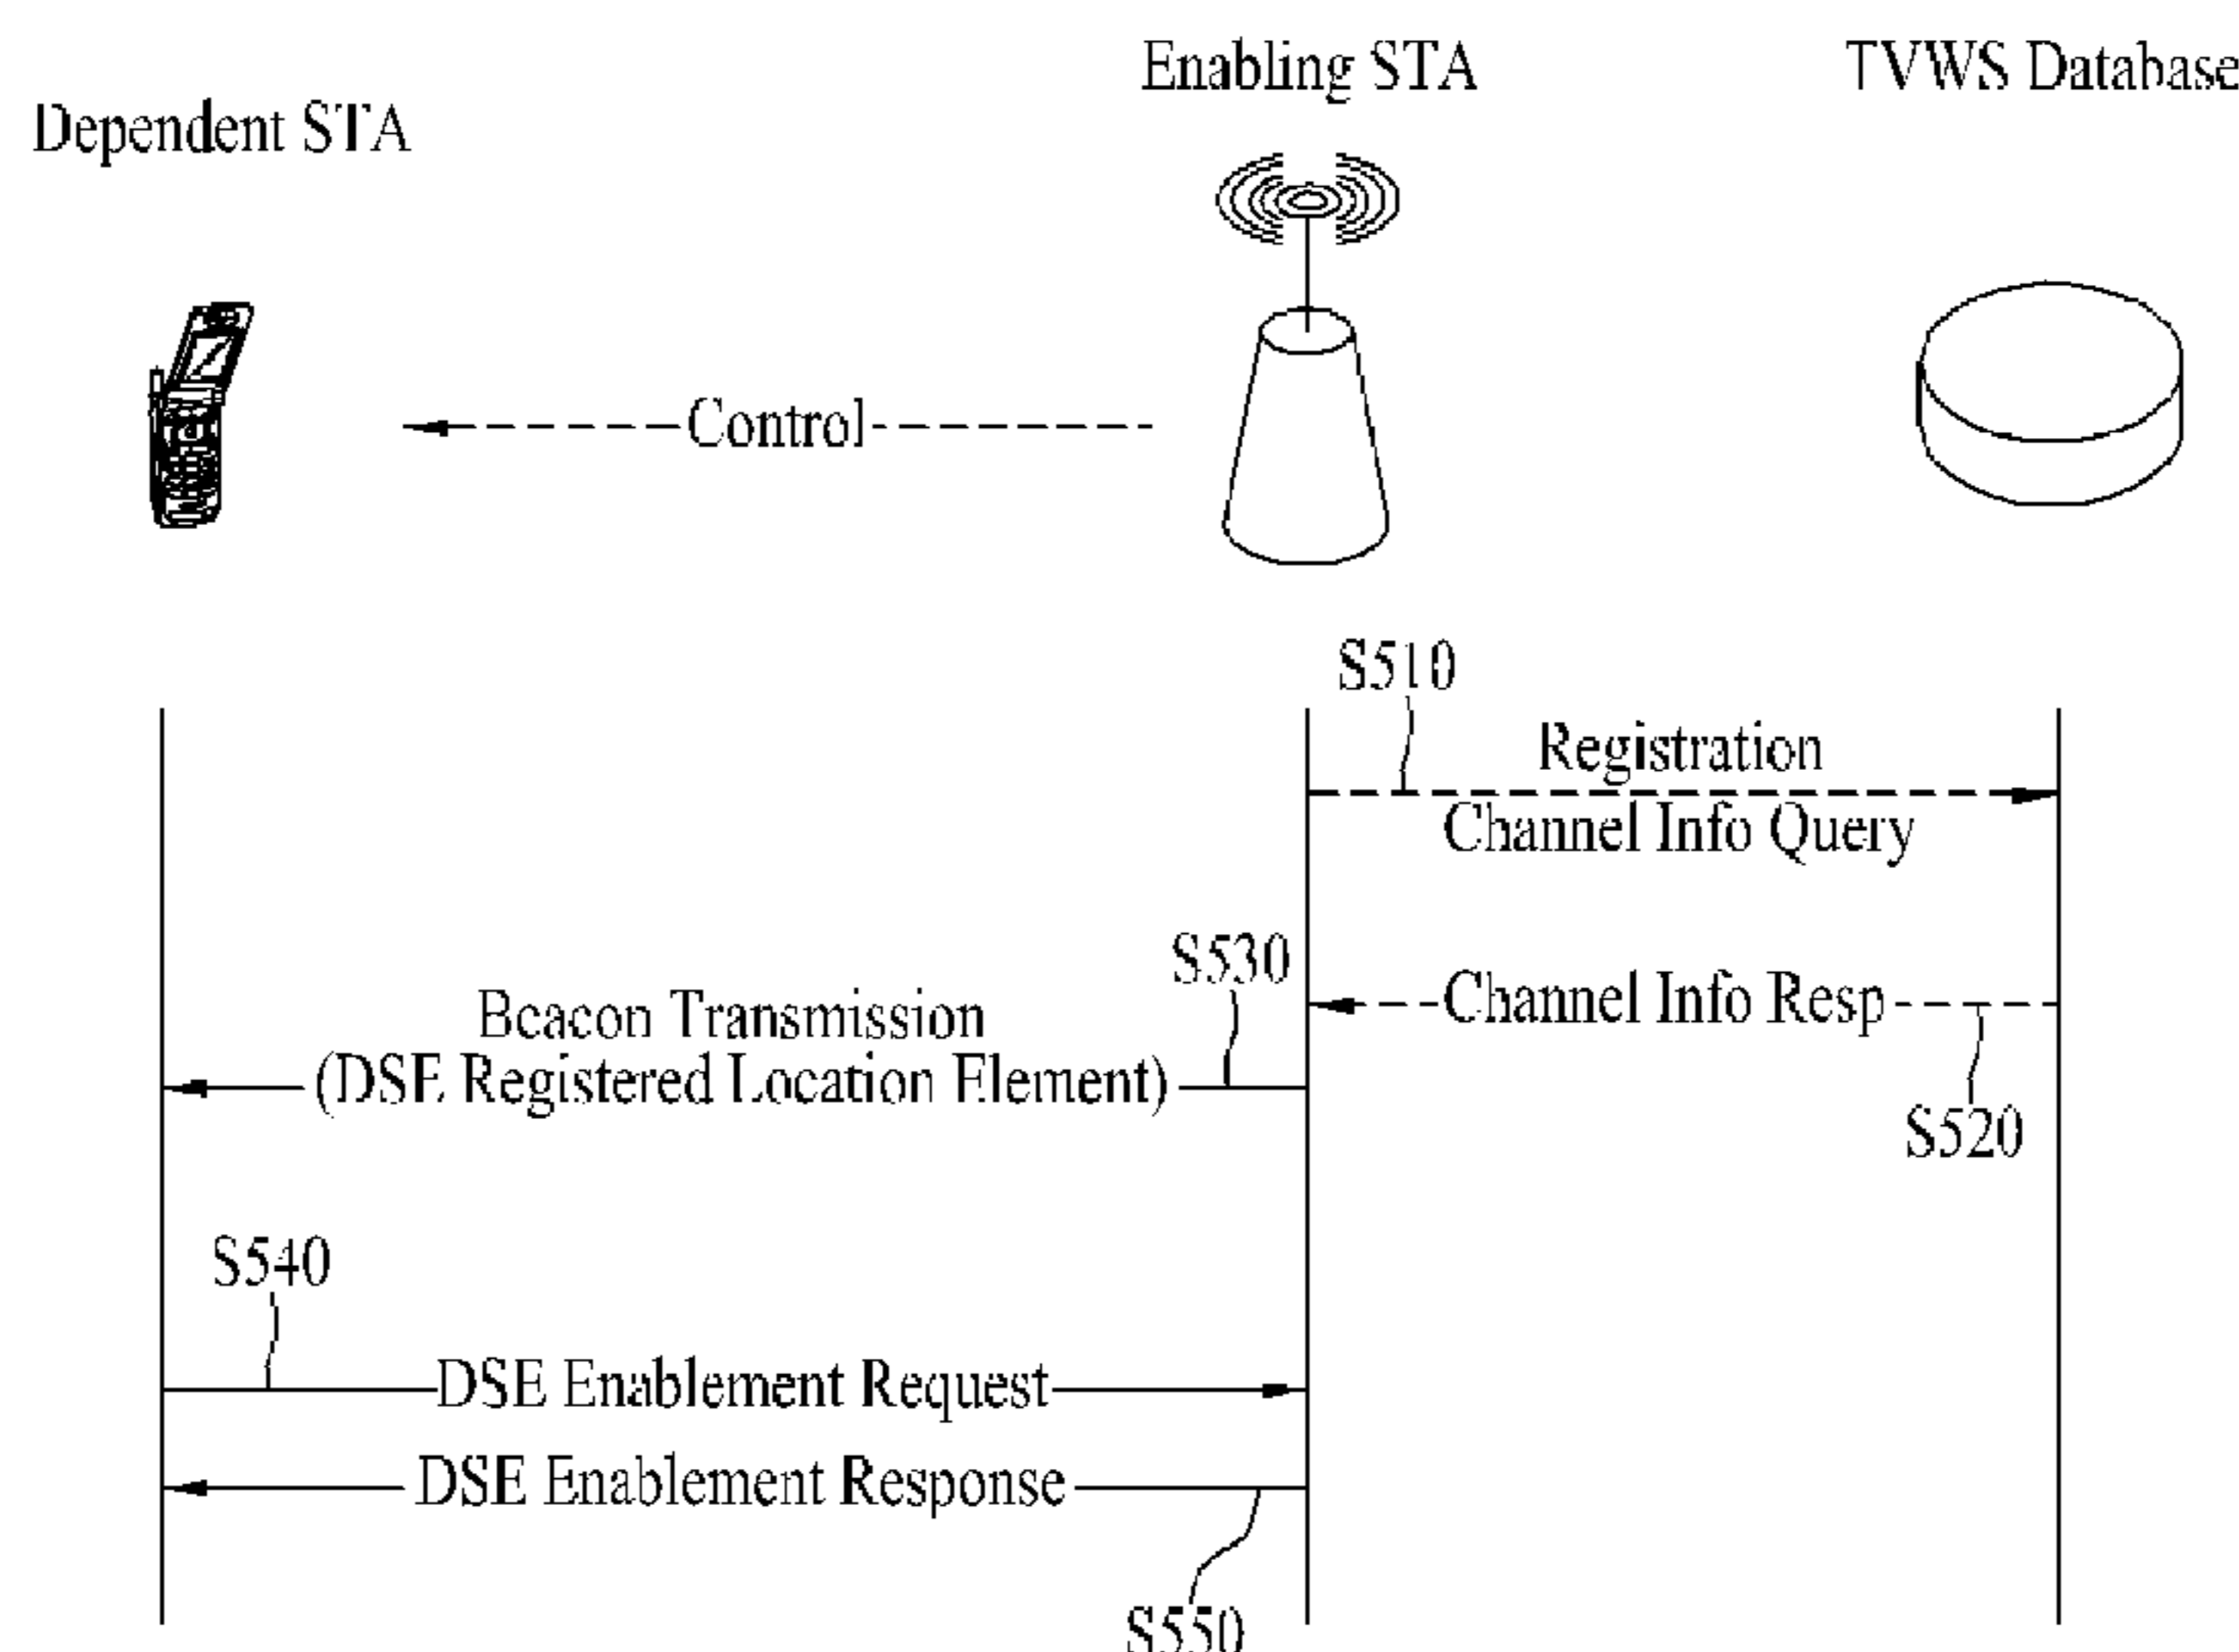 Enabling STA
TVWS Database
Dependent STA
Control
S510
Registration
Channel Info Query
S530
Channel Info Resp
Beacon Transmission
(DSE Registered Location Element)
S520
S540
DSE Enablement Request
DSE Enablement Response
S550